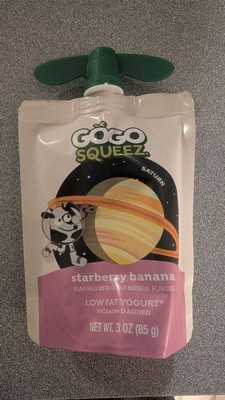 GOGO
SQUEEZ.
SATURN
starberry banana
FLAVORED WITH OTHER NATURAL FLAVORS
LOW FAT YOGURT*
VITAMIN D ADDED
NET WT. 3 OZ (85 g)